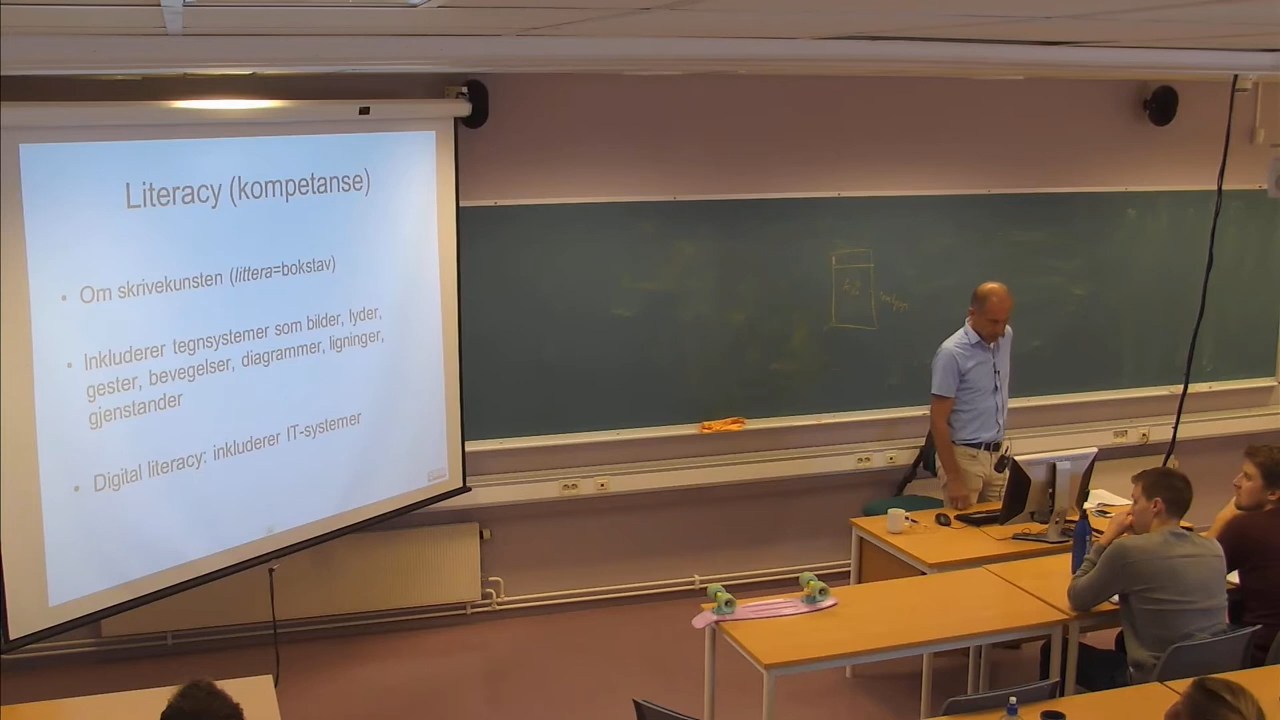 Literacy (kompetanse)
Om skrivekunsten (littera=bokstav)
Inkluderer tegnsystemer som bilder, lyder,
gester, bevegelser, diagrammer, ligninger,
gjenstander
Digital literacy: inkluderer IT-systemer